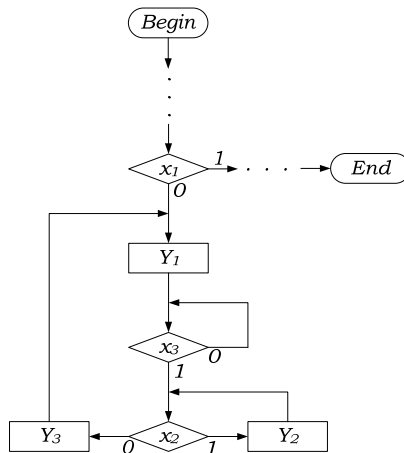 Begin
. . .
x₁
1
. . .
End
0
Y₁
x₃
0
1
Y₃
0
x₂
1
Y₂